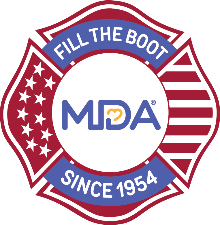 FILL THE BOOT
MDA®
SINCE 1954